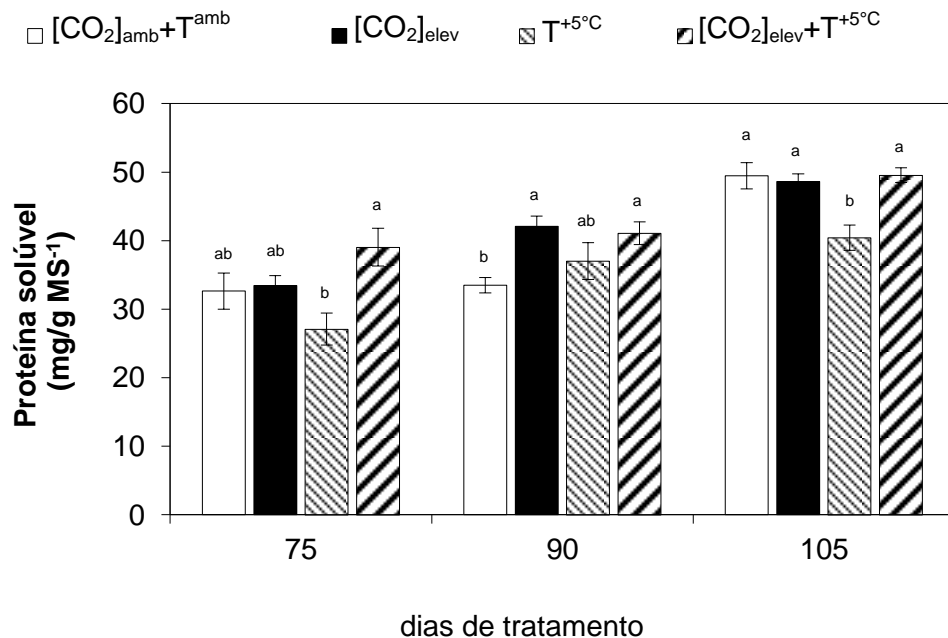 [CO₂]amb+Tᵃᵐᵇ [CO₂]elev T⁺⁵°ᶜ [CO₂]elev+T⁺⁵°ᶜ
Proteína solúvel
(mg/g MS⁻¹)
60
50
40
30
20
10
0
ab ab b a
b a ab a
a a b a
75 90 105
dias de tratamento